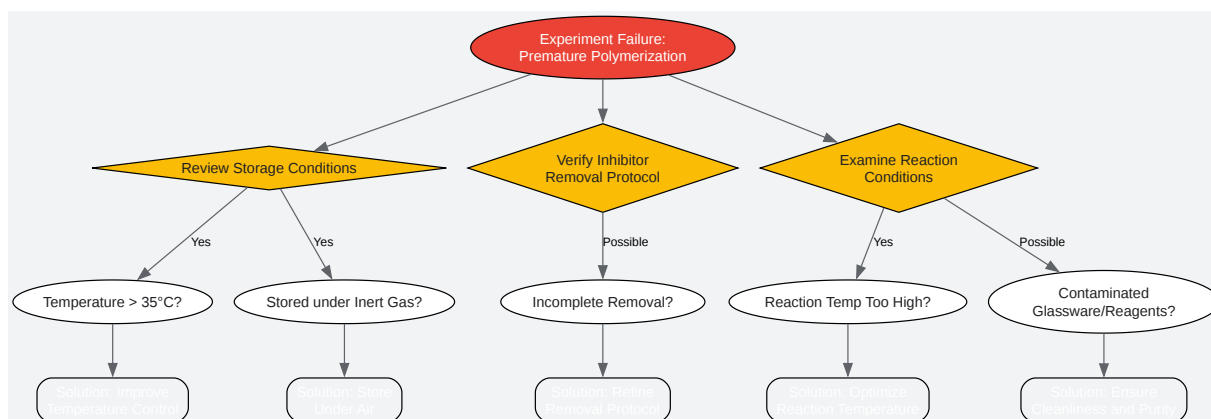 Experiment Failure:
Premature Polymerization
Review Storage Conditions
Verify Inhibitor
Removal Protocol
Examine Reaction
Conditions
Yes
Yes
Possible
Yes
Possible
Temperature > 35°C?
Stored under Inert Gas?
Incomplete Removal?
Reaction Temp Too High?
Contaminated
Glassware/Reagents?
Solution: Improve
Temperature Control
Solution: Store
Under Air
Solution: Refine
Removal Protocol
Solution: Optimize
Reaction Temperature
Solution: Ensure
Cleanliness and Purity